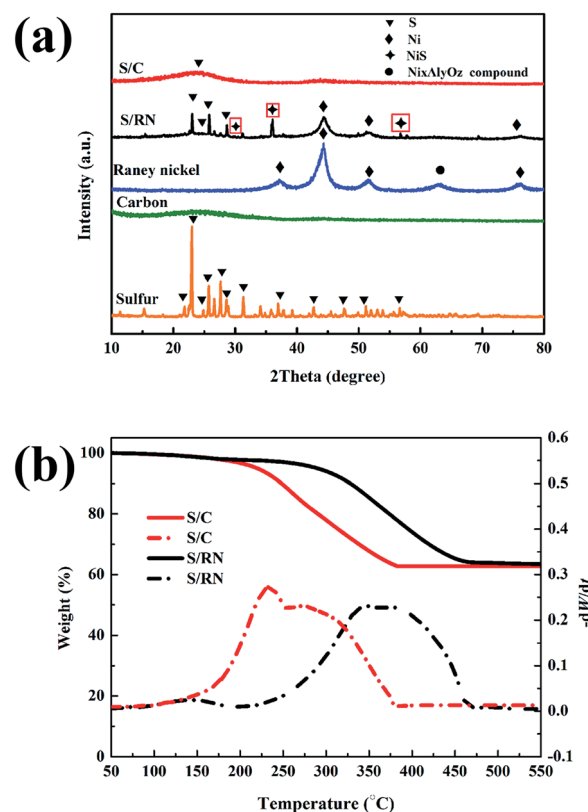 (a)
S
Ni
NiS
NixAlyOz compound
S/C
S/RN
Raney nickel
Carbon
Sulfur
Intensity (a.u.)
10 20 30 40 50 60 70 80
2Theta (degree)
(b)
100
80
60
40
20
0
Weight (%)
S/C
S/C
S/RN
S/RN
0.6
0.5
0.4
0.3
0.2
0.1
0.0
-0.1
-dW/dt
50 100 150 200 250 300 350 400 450 500 550
Temperature (°C)